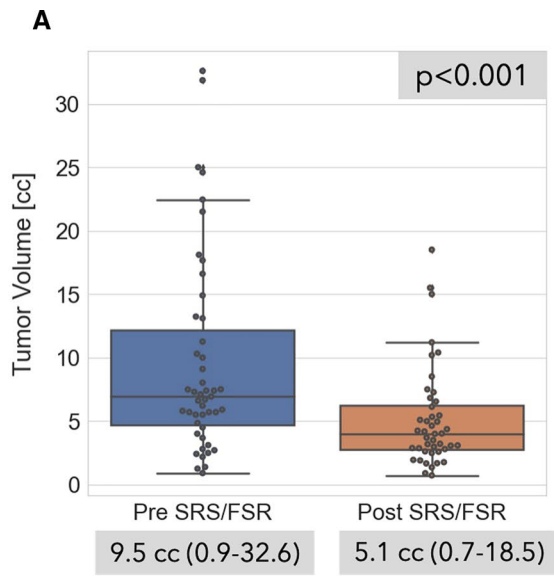 A
p<0.001
Tumor Volume [cc]
30
25
20
15
10
5
0
Pre SRS/FSR
Post SRS/FSR
9.5 cc (0.9-32.6)
5.1 cc (0.7-18.5)